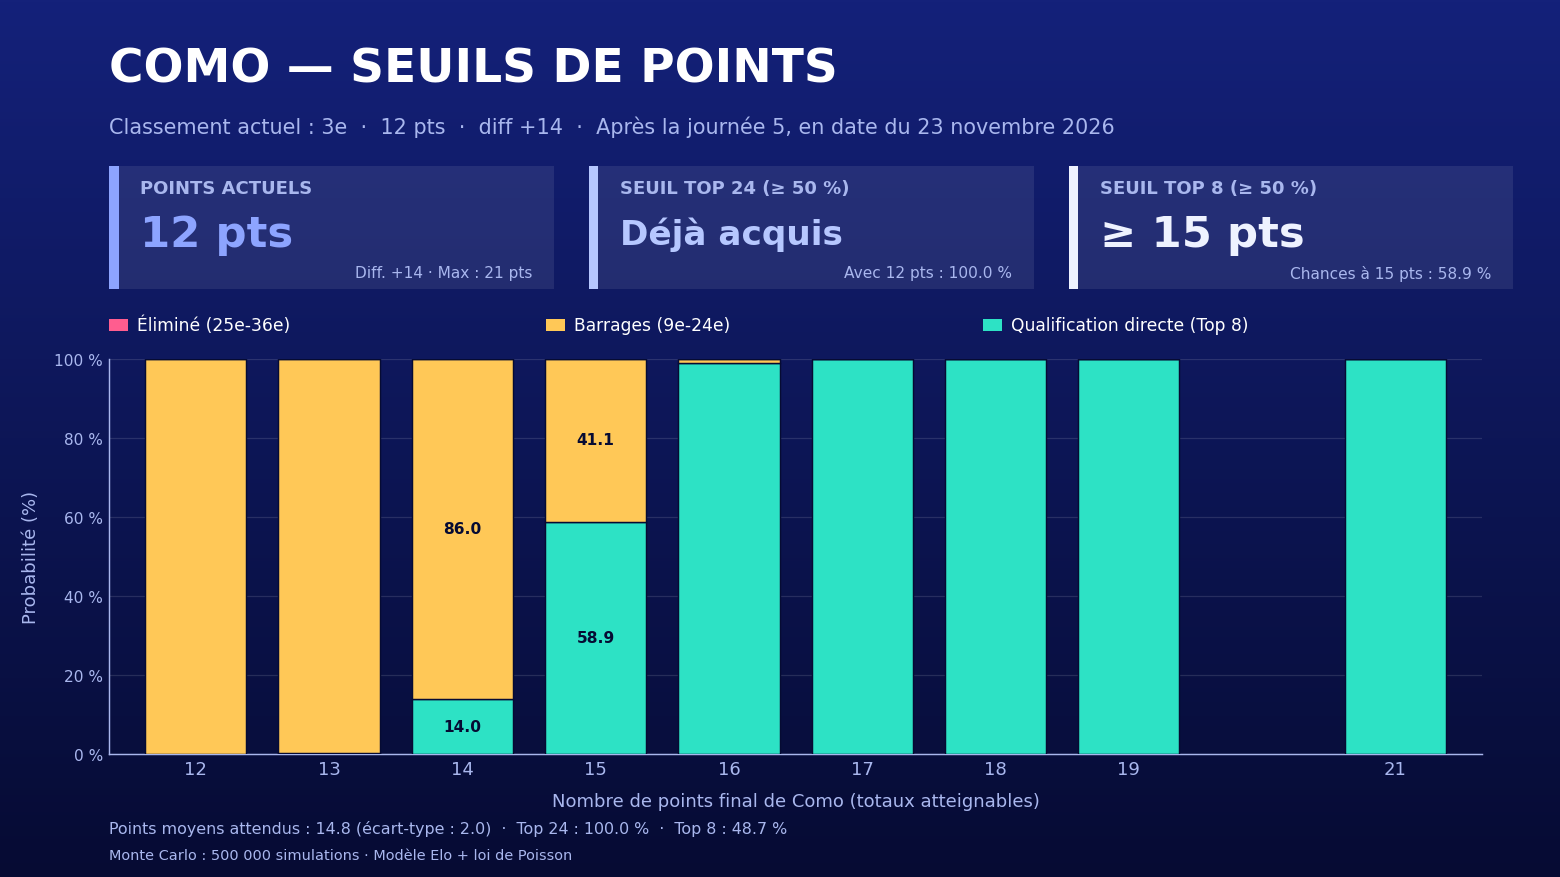 COMO — SEUILS DE POINTS
Classement actuel : 3e · 12 pts · diff +14 · Après la journée 5, en date du 23 novembre 2026
POINTS ACTUELS
12 pts
Diff. +14 · Max : 21 pts
SEUIL TOP 24 (≥ 50 %)
Déjà acquis
Avec 12 pts : 100.0 %
SEUIL TOP 8 (≥ 50 %)
≥ 15 pts
Chances à 15 pts : 58.9 %
Éliminé (25e-36e)
Barrages (9e-24e)
Qualification directe (Top 8)
Probabilité (%)
100 %
80 %
60 %
40 %
20 %
0 %
86.0
14.0
41.1
58.9
12 13 14 15 16 17 18 19 21
Nombre de points final de Como (totaux atteignables)
Points moyens attendus : 14.8 (écart-type : 2.0) · Top 24 : 100.0 % · Top 8 : 48.7 %
Monte Carlo : 500 000 simulations · Modèle Elo + loi de Poisson